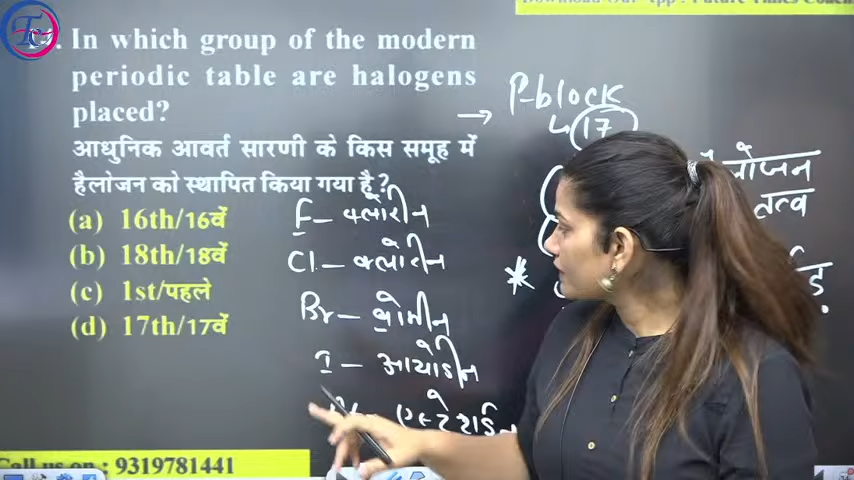 In which group of the modern
periodic table are halogens
placed?
आधुनिक आवर्त सारणी के किस समूह में
हैलोजन को स्थापित किया गया है?
(a) 16th/16वें
(b) 18th/18वें
(c) 1st/पहले
(d) 17th/17वें
→ P-block
↳ 17
तत्व
F – फ्लोरीन
Cl – क्लोरीन
Br – ब्रोमीन
I – आयोडीन
Call us on : 9319781441